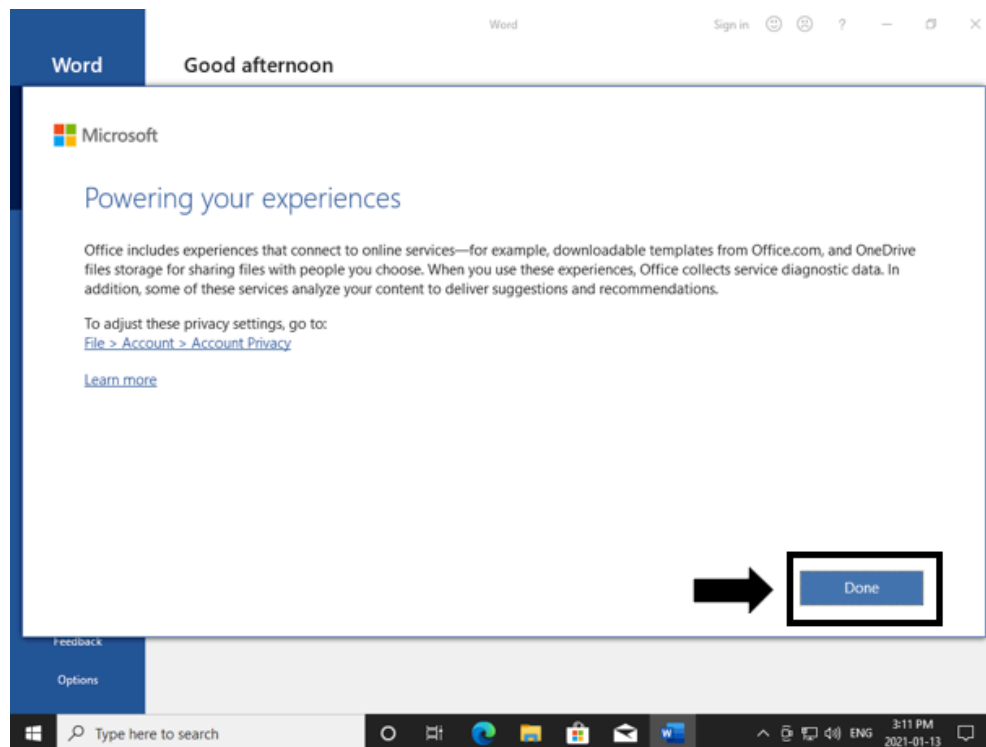 Word
Sign in
?
Word
Good afternoon
Microsoft
Powering your experiences
Office includes experiences that connect to online services—for example, downloadable templates from Office.com, and OneDrive
files storage for sharing files with people you choose. When you use these experiences, Office collects service diagnostic data. In
addition, some of these services analyze your content to deliver suggestions and recommendations.
To adjust these privacy settings, go to:
File > Account > Account Privacy
Learn more
Done
Feedback
Options
Type here to search
W
ENG
3:11 PM
2021-01-13